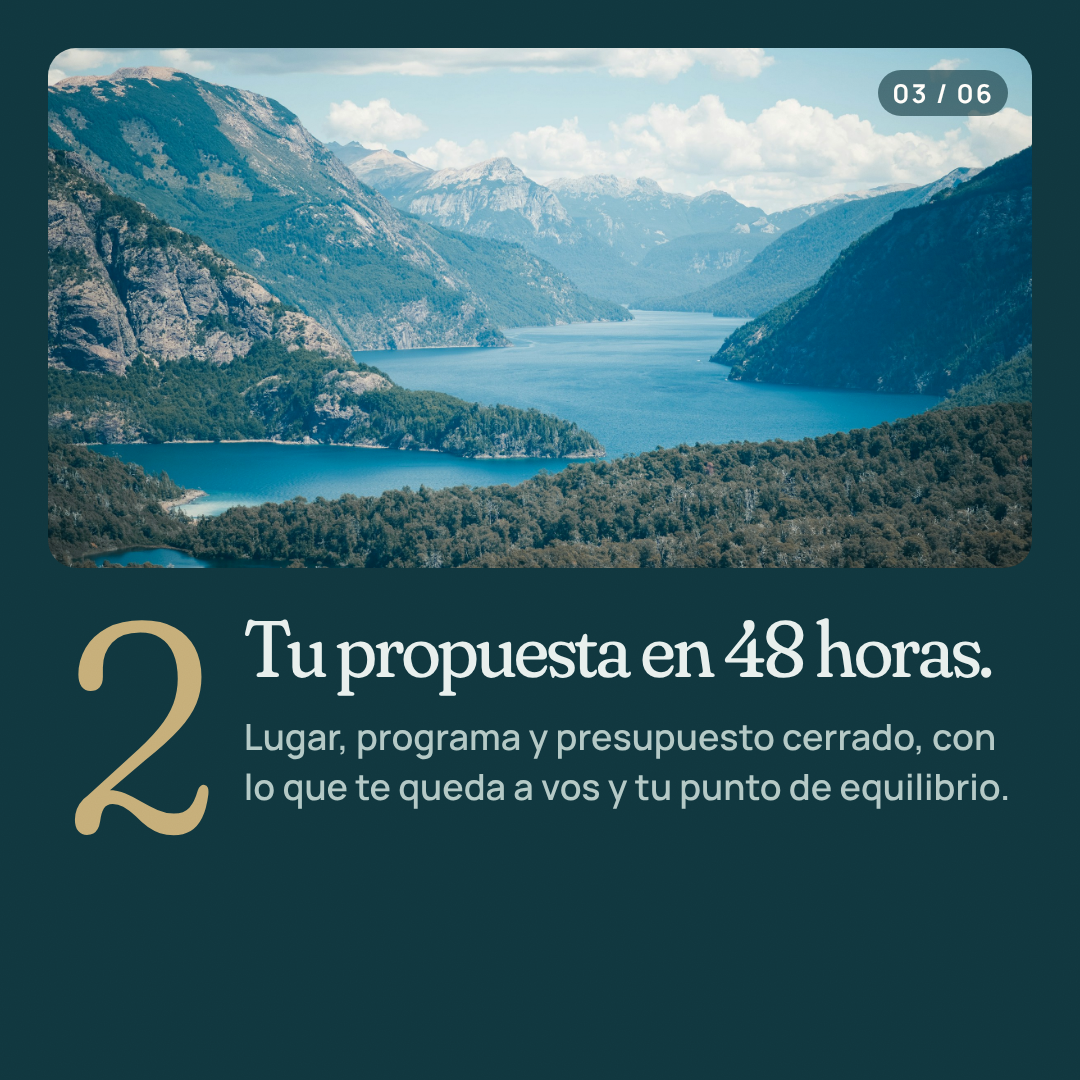 03 / 06
2
Tu propuesta en 48 horas.
Lugar, programa y presupuesto cerrado, con
lo que te queda a vos y tu punto de equilibrio.